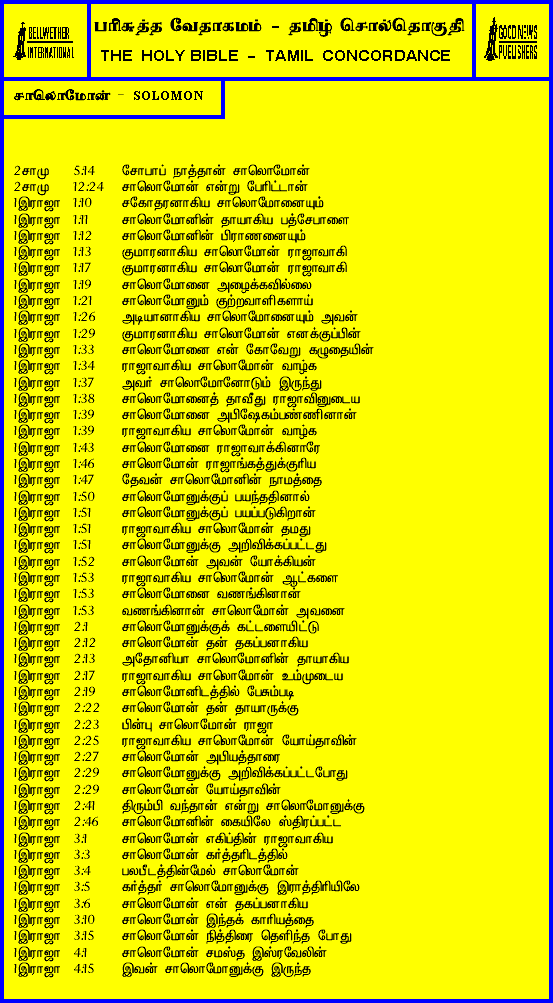 BELLWETHER
INTERNATIONAL
பரிசுத்த வேதாகமம் - தமிழ் சொல்தொகுதி
THE HOLY BIBLE - TAMIL CONCORDANCE
GOOD NEWS
PUBLISHERS
சாலொமோன் - SOLOMON
2சாமு 5:14 சோபாப் நாத்தான் சாலொமோன்
2சாமு 12:24 சாலொமோன் என்று பேரிட்டான்
1இராஜா 1:10 சகோதரனாகிய சாலொமோனையும்
1இராஜா 1:11 சாலொமோனின் தாயாகிய பத்சேபாளை
1இராஜா 1:12 சாலொமோனின் பிராணனையும்
1இராஜா 1:13 குமாரனாகிய சாலொமோன் ராஜாவாகி
1இராஜா 1:17 குமாரனாகிய சாலொமோன் ராஜாவாகி
1இராஜா 1:19 சாலொமோனை அழைக்கவில்லை
1இராஜா 1:21 சாலொமோனும் குற்றவாளிகளாய்
1இராஜா 1:26 அடியானாகிய சாலொமோனையும் அவன்
1இராஜா 1:29 குமாரனாகிய சாலொமோன் எனக்குப்பின்
1இராஜா 1:33 சாலொமோனை என் கோவேறு கழுதையின்
1இராஜா 1:34 ராஜாவாகிய சாலொமோன் வாழ்க
1இராஜா 1:37 அவர் சாலொமோனோடும் இருந்து
1இராஜா 1:38 சாலொமோனைத் தாவீது ராஜாவினுடைய
1இராஜா 1:39 சாலொமோனை அபிஷேகம்பண்ணினான்
1இராஜா 1:39 ராஜாவாகிய சாலொமோன் வாழ்க
1இராஜா 1:43 சாலொமோனை ராஜாவாக்கினாரே
1இராஜா 1:46 சாலொமோன் ராஜாங்கத்துக்குரிய
1இராஜா 1:47 தேவன் சாலொமோனின் நாமத்தை
1இராஜா 1:50 சாலொமோனுக்குப் பயந்ததினால்
1இராஜா 1:51 சாலொமோனுக்குப் பயப்படுகிறான்
1இராஜா 1:51 ராஜாவாகிய சாலொமோன் தமது
1இராஜா 1:51 சாலொமோனுக்கு அறிவிக்கப்பட்டது
1இராஜா 1:52 சாலொமோன் அவன் யோக்கியன்
1இராஜா 1:53 ராஜாவாகிய சாலொமோன் ஆட்களை
1இராஜா 1:53 சாலொமோனை வணங்கினான்
1இராஜா 1:53 வணங்கினான் சாலொமோன் அவனை
1இராஜா 2:1 சாலொமோனுக்குக் கட்டளையிட்டு
1இராஜா 2:12 சாலொமோன் தன் தகப்பனாகிய
1இராஜா 2:13 அதோனியா சாலொமோனின் தாயாகிய
1இராஜா 2:17 ராஜாவாகிய சாலொமோன் உம்முடைய
1இராஜா 2:19 சாலொமோனிடத்தில் பேசும்படி
1இராஜா 2:22 சாலொமோன் தன் தாயாருக்கு
1இராஜா 2:23 பின்பு சாலொமோன் ராஜா
1இராஜா 2:25 ராஜாவாகிய சாலொமோன் யோய்தாவின்
1இராஜா 2:27 சாலொமோன் அபியத்தாரை
1இராஜா 2:29 சாலொமோனுக்கு அறிவிக்கப்பட்டபோது
1இராஜா 2:29 சாலொமோன் யோய்தாவின்
1இராஜா 2:41 திரும்பி வந்தான் என்று சாலொமோனுக்கு
1இராஜா 2:46 சாலொமோனின் கையிலே ஸ்திரப்பட்ட
1இராஜா 3:1 சாலொமோன் எகிப்தின் ராஜாவாகிய
1இராஜா 3:3 சாலொமோன் கர்த்தரிடத்தில்
1இராஜா 3:4 பலபீடத்தின்மேல் சாலொமோன்
1இராஜா 3:5 கர்த்தர் சாலொமோனுக்கு இராத்திரியிலே
1இராஜா 3:6 சாலொமோன் என் தகப்பனாகிய
1இராஜா 3:10 சாலொமோன் இந்தக் காரியத்தை
1இராஜா 3:15 சாலொமோன் நித்திரை தெளிந்த போது
1இராஜா 4:1 சாலொமோன் சமஸ்த இஸ்ரவேலின்
1இராஜா 4:15 இவன் சாலொமோனுக்கு இருந்த